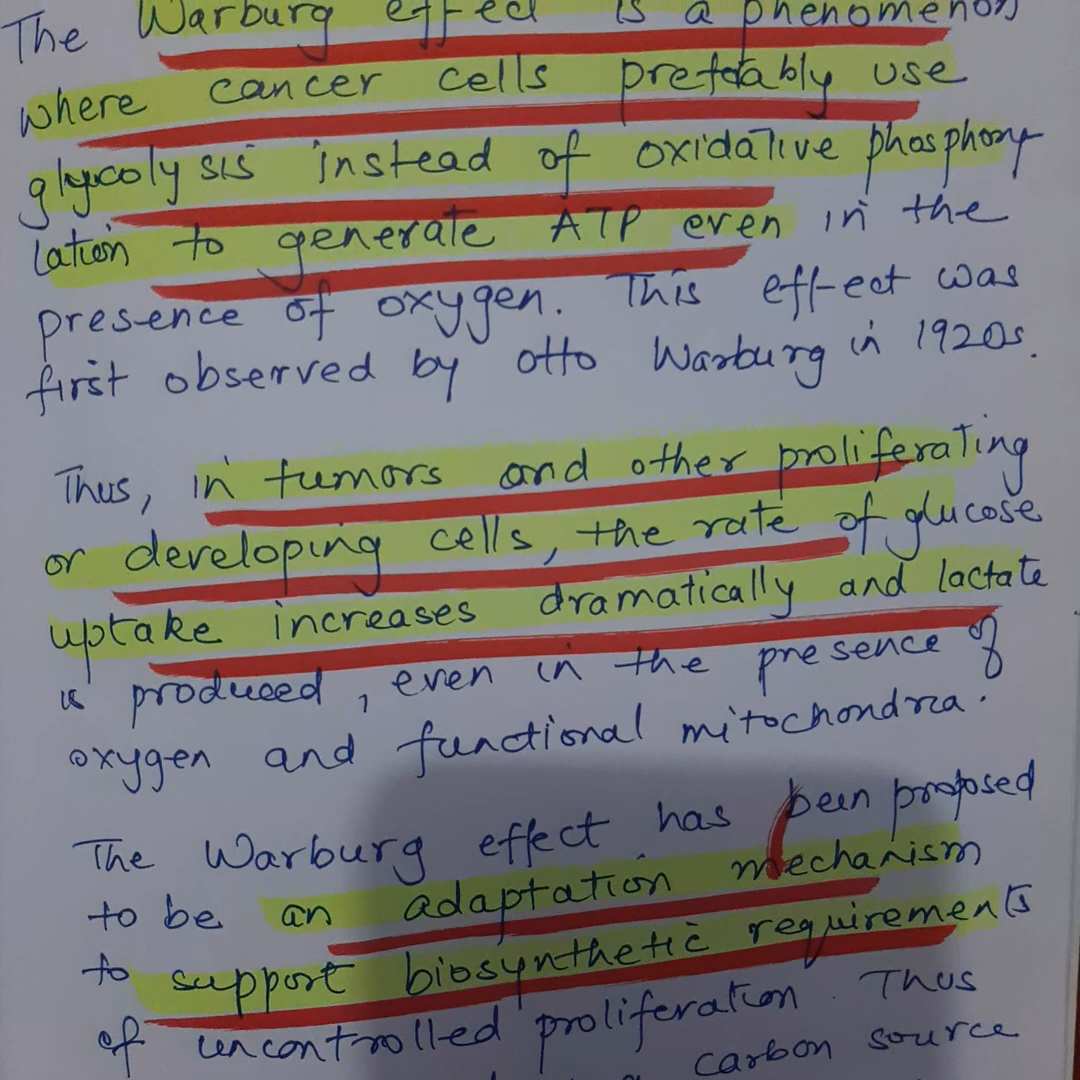 The Warburg effect is a phenomenon
where cancer cells prefetably use
glycolysis instead of oxidative phosphory
lation to generate ATP even in the
presence of oxygen. This effect was
first observed by otto Warburg in 1920s.
Thus, in tumors and other proliferating
or developing cells, the rate of glucose
uptake increases dramatically and lactate
is produced, even in the presence of
oxygen and functional mitochondria.
The Warburg effect has been proposed
to be an adaptation mechanism
to support biosynthetic requirements
of uncontrolled proliferation. Thus
carbon source